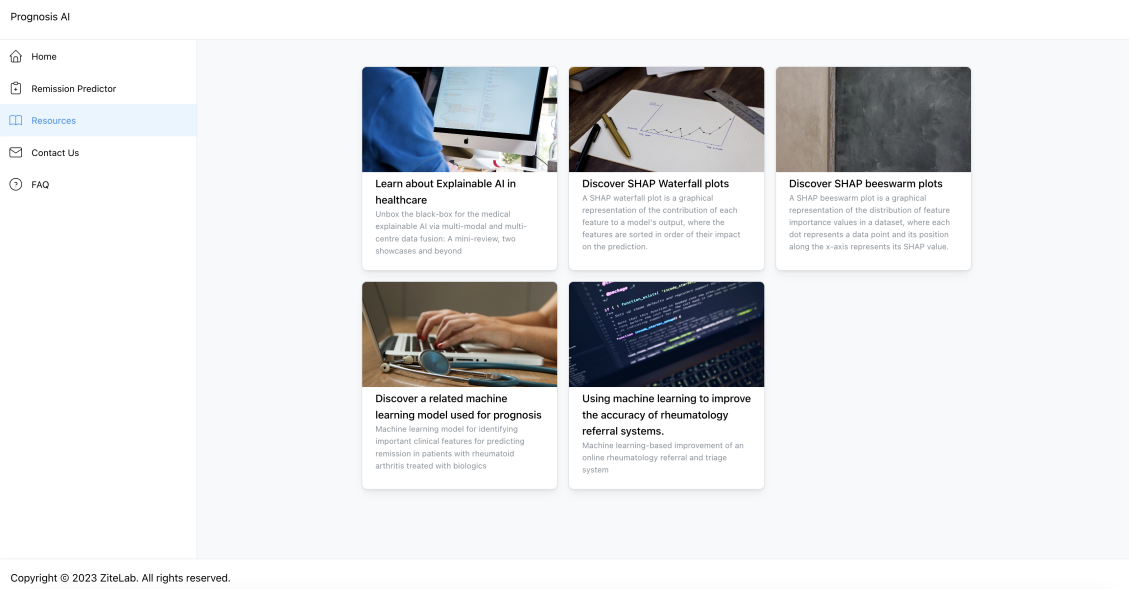 Prognosis AI
Home
Remission Predictor
Resources
Contact Us
FAQ
Learn about Explainable AI in
healthcare
Unbox the black-box for the medical
explainable AI via multi-modal and multi-
centre data fusion: A mini-review, two
showcases and beyond
Discover SHAP Waterfall plots
A SHAP waterfall plot is a graphical
representation of the contribution of each
feature to a model's output, where the
features are sorted in order of their impact
on the prediction.
Discover SHAP beeswarm plots
A SHAP beeswarm plot is a graphical
representation of the distribution of feature
importance values in a dataset, where each
dot represents a data point and its position
along the x-axis represents its SHAP value.
Discover a related machine
learning model used for prognosis
Machine learning model for identifying
important clinical features for predicting
remission in patients with rheumatoid
arthritis treated with biologics
Using machine learning to improve
the accuracy of rheumatology
referral systems.
Machine learning-based improvement of an
online rheumatology referral and triage
system
Copyright © 2023 ZiteLab. All rights reserved.